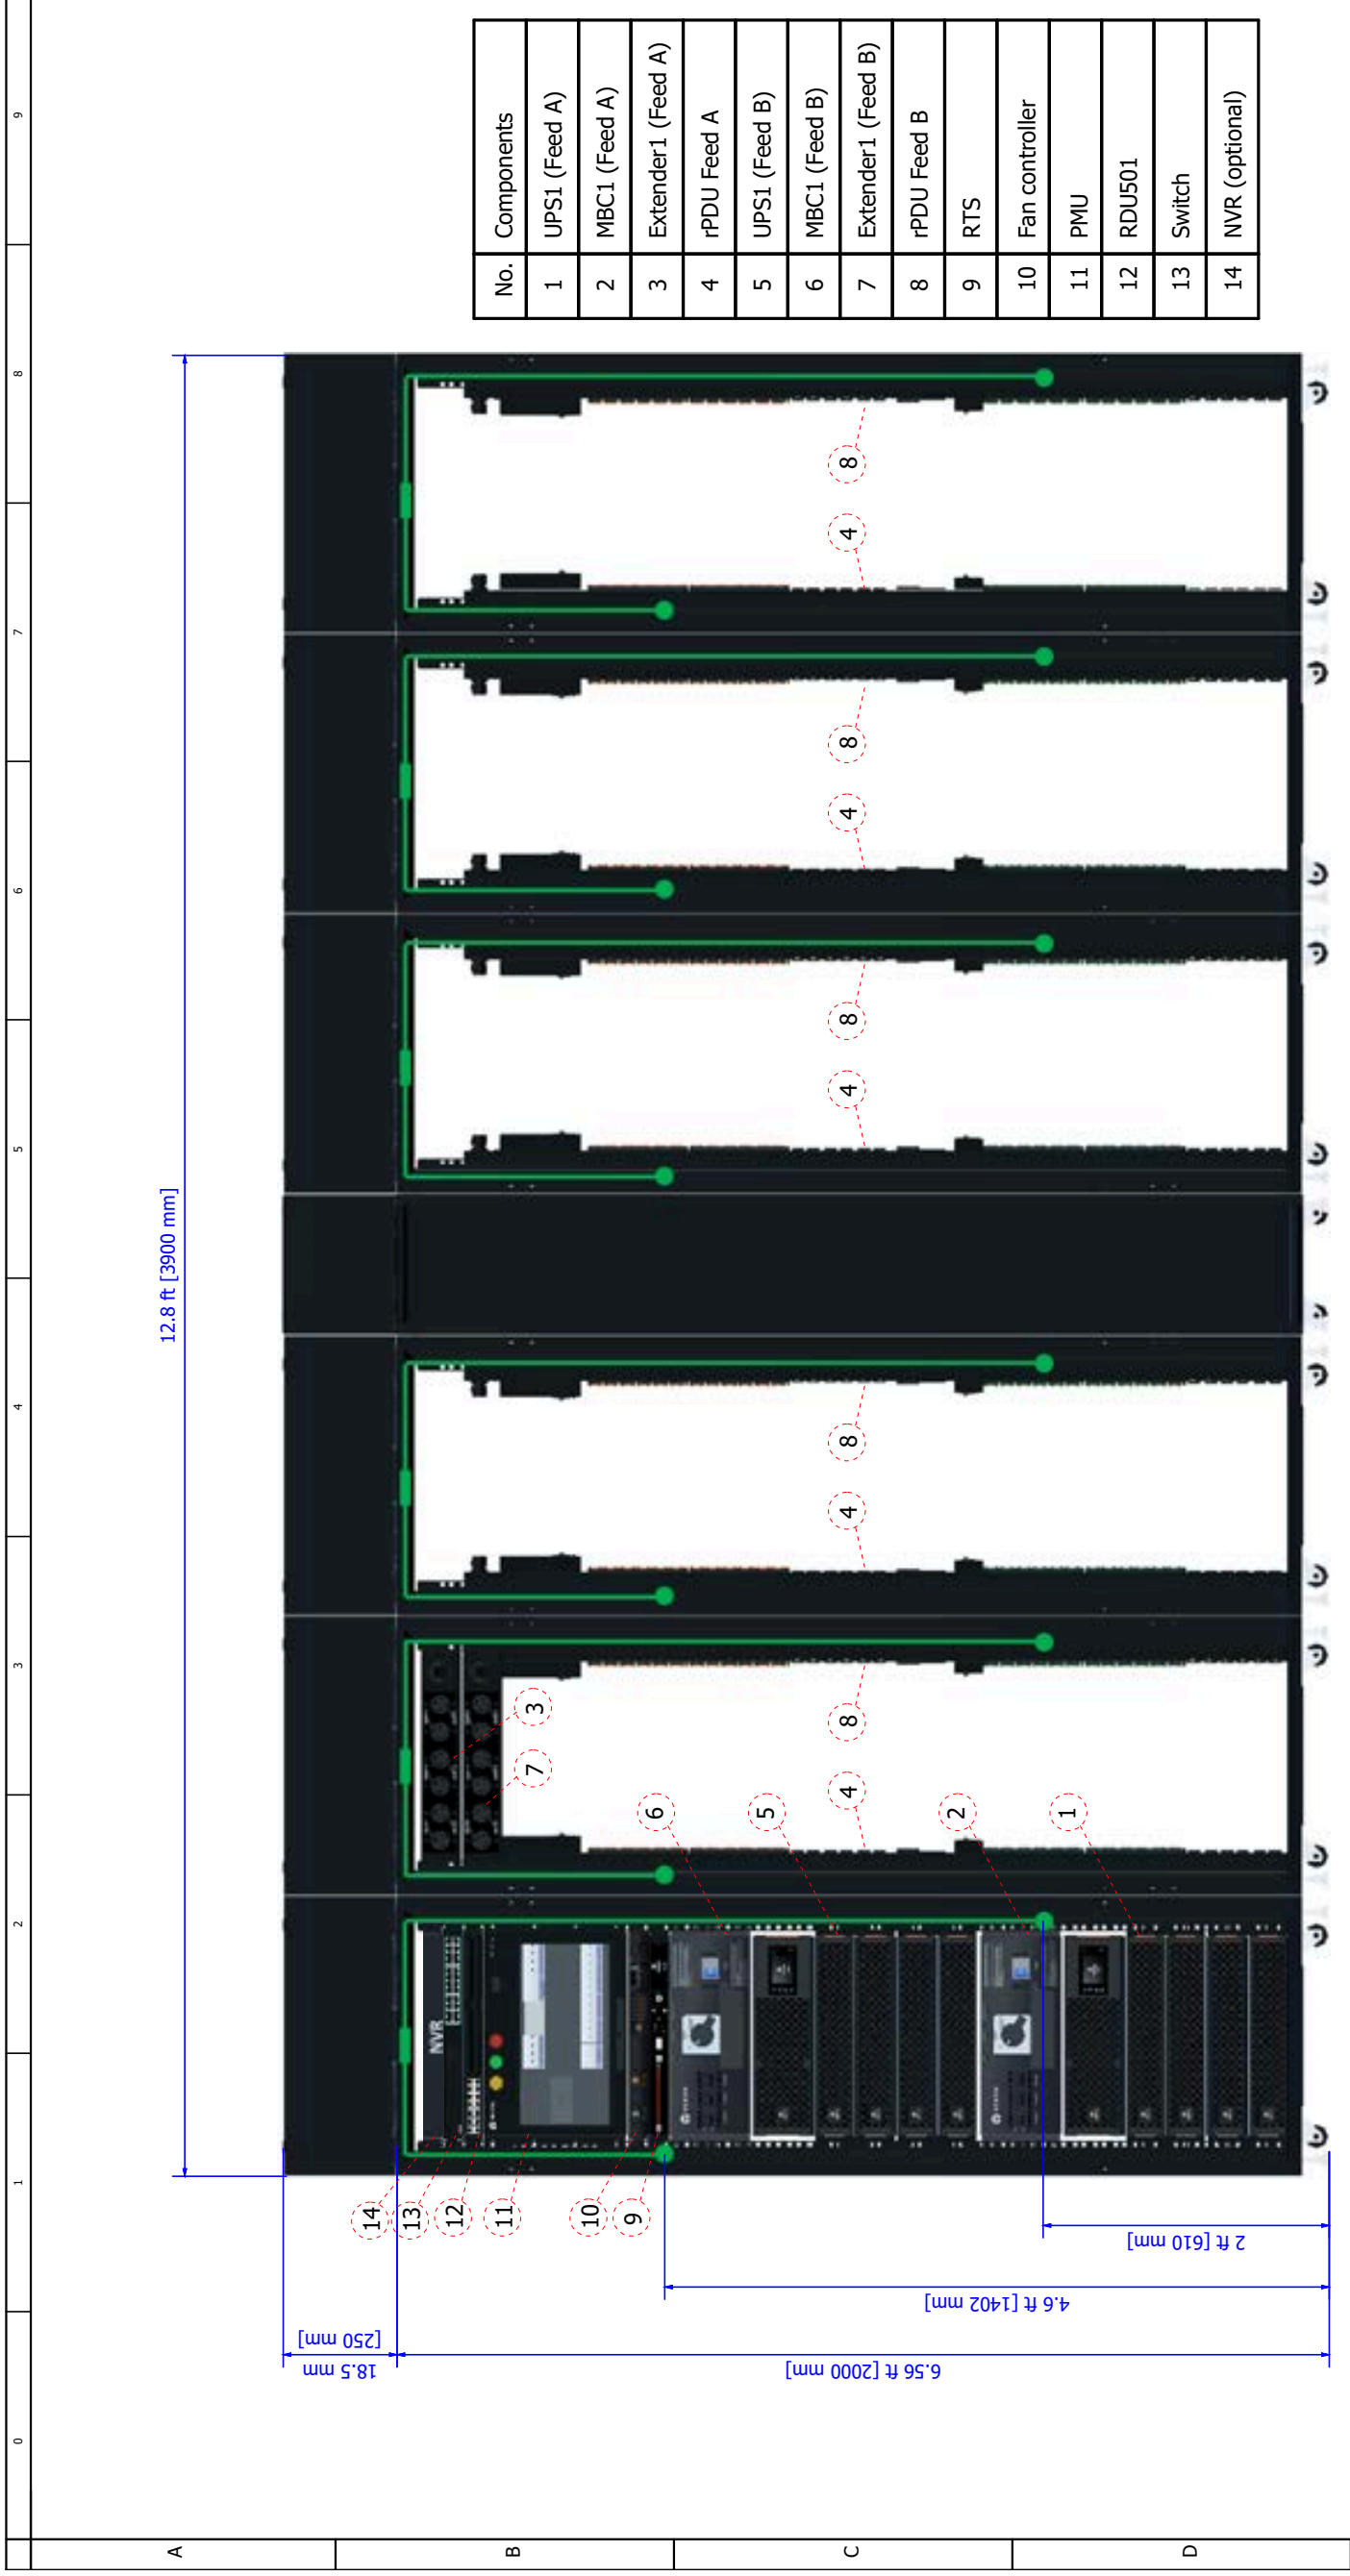 0 1 2 3 4 5 6 7 8 9
A
B
C
D
12.8 ft [3900 mm]
18.5 mm
[250 mm]
6.56 ft [2000 mm]
4.6 ft [1402 mm]
2 ft [610 mm]
14
13
12
11
10
9
NVR
3
7
6
5
2
1
4 8
4 8
4 8
4 8
4 8
No. Components
1 UPS1 (Feed A)
2 MBC1 (Feed A)
3 Extender1 (Feed A)
4 rPDU Feed A
5 UPS1 (Feed B)
6 MBC1 (Feed B)
7 Extender1 (Feed B)
8 rPDU Feed B
9 RTS
10 Fan controller
11 PMU
12 RDU501
13 Switch
14 NVR (optional)